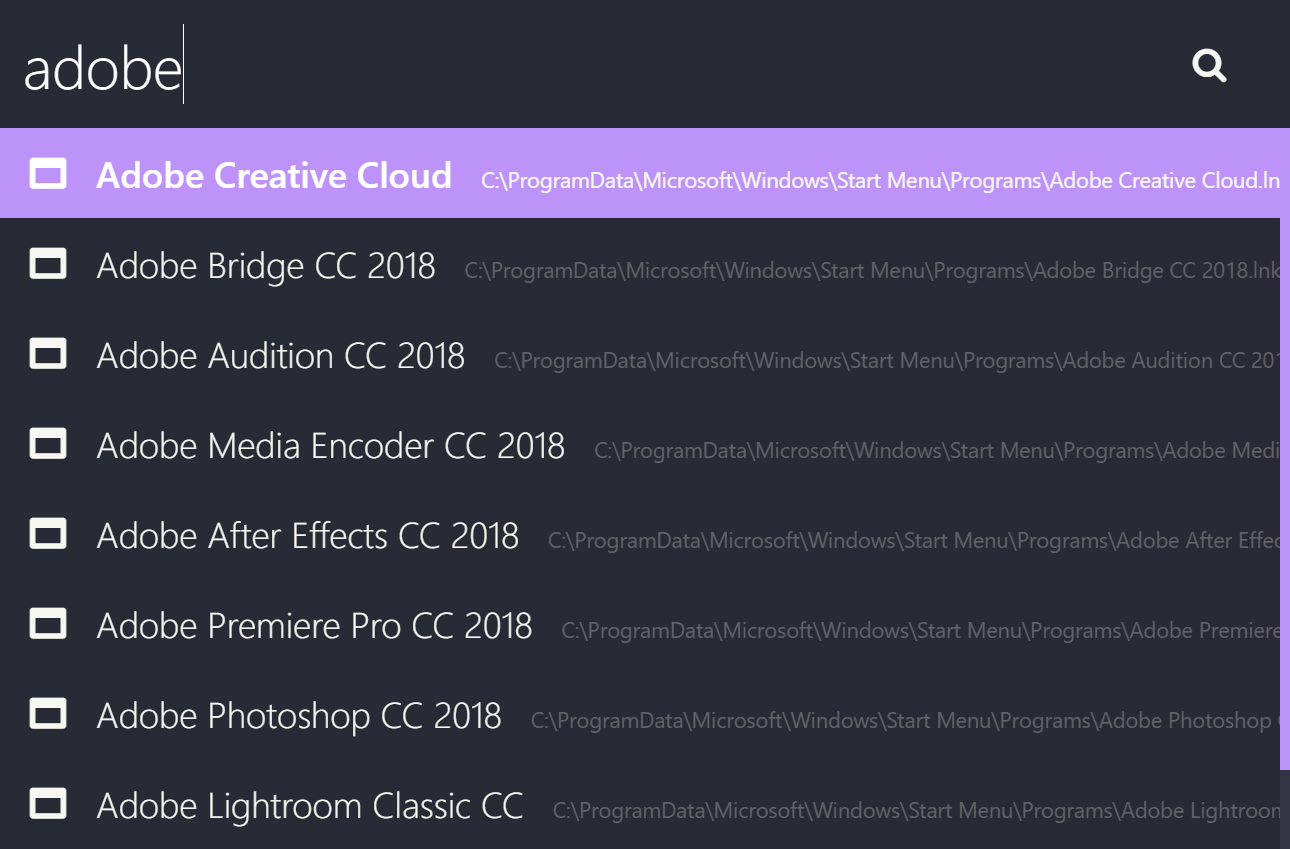 adobe
Adobe Creative Cloud C:\ProgramData\Microsoft\Windows\Start Menu\Programs\Adobe Creative Cloud.ln
Adobe Bridge CC 2018 C:\ProgramData\Microsoft\Windows\Start Menu\Programs\Adobe Bridge CC 2018.lnk
Adobe Audition CC 2018 C:\ProgramData\Microsoft\Windows\Start Menu\Programs\Adobe Audition CC 201
Adobe Media Encoder CC 2018 C:\ProgramData\Microsoft\Windows\Start Menu\Programs\Adobe Medi
Adobe After Effects CC 2018 C:\ProgramData\Microsoft\Windows\Start Menu\Programs\Adobe After Effec
Adobe Premiere Pro CC 2018 C:\ProgramData\Microsoft\Windows\Start Menu\Programs\Adobe Premiere
Adobe Photoshop CC 2018 C:\ProgramData\Microsoft\Windows\Start Menu\Programs\Adobe Photoshop
Adobe Lightroom Classic CC C:\ProgramData\Microsoft\Windows\Start Menu\Programs\Adobe Lightroom